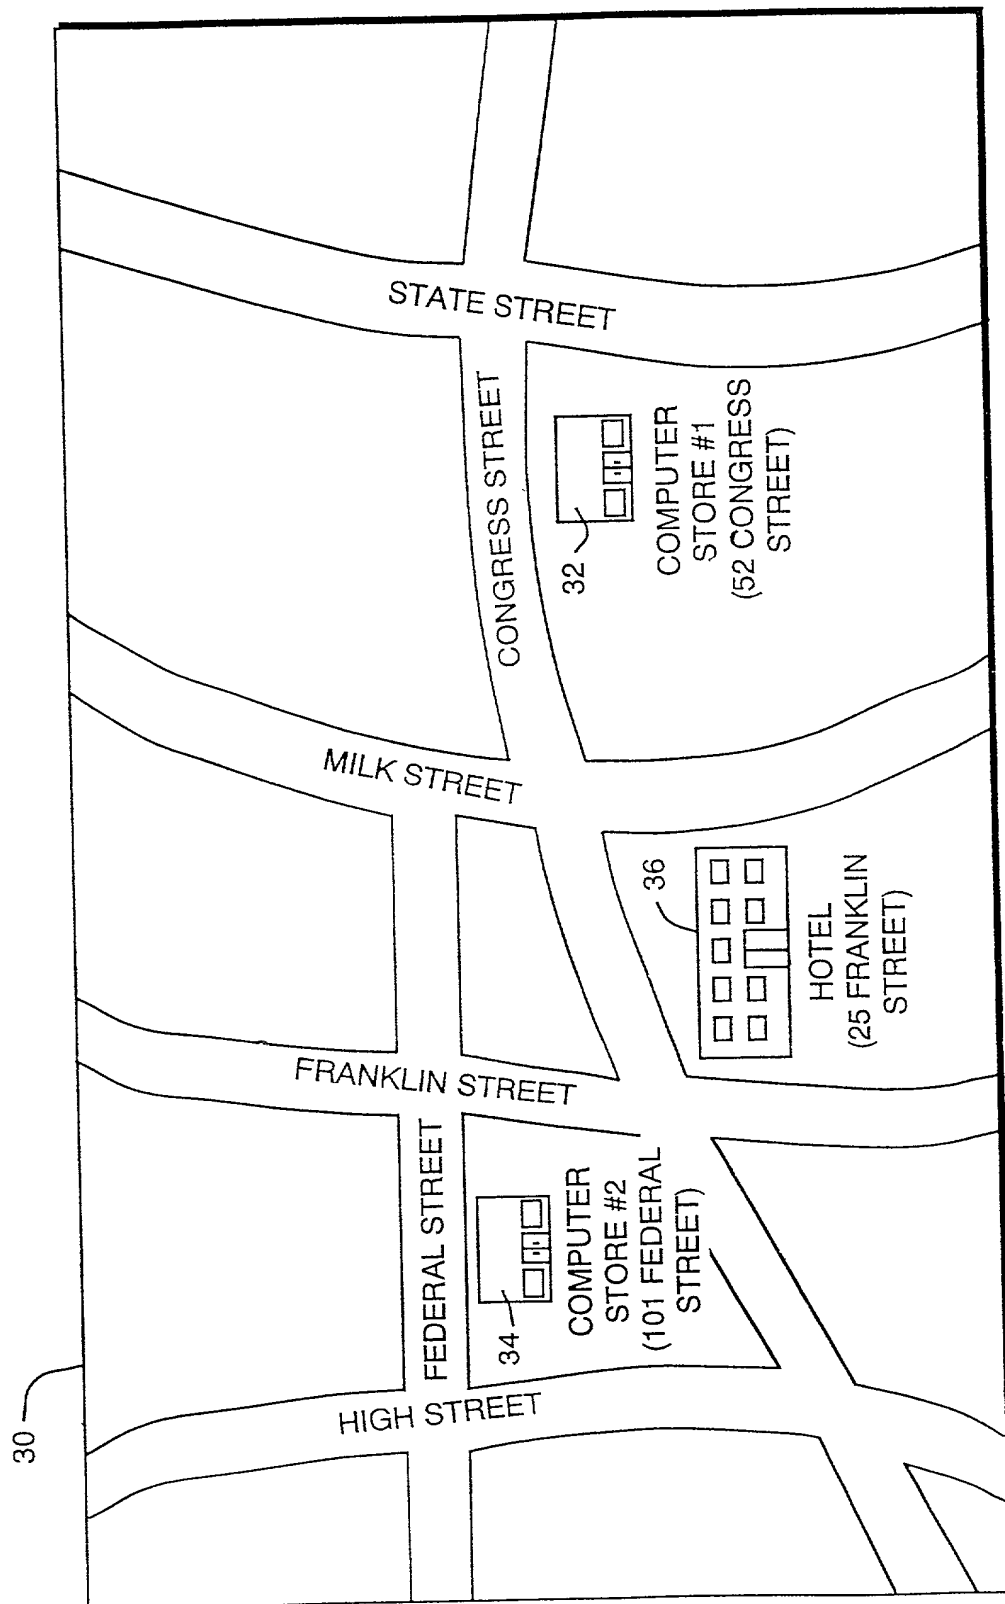 30
HIGH STREET
FEDERAL STREET
34
COMPUTER
STORE #2
(101 FEDERAL
STREET)
FRANKLIN STREET
36
HOTEL
(25 FRANKLIN
STREET)
MILK STREET
CONGRESS STREET
32
COMPUTER
STORE #1
(52 CONGRESS
STREET)
STATE STREET